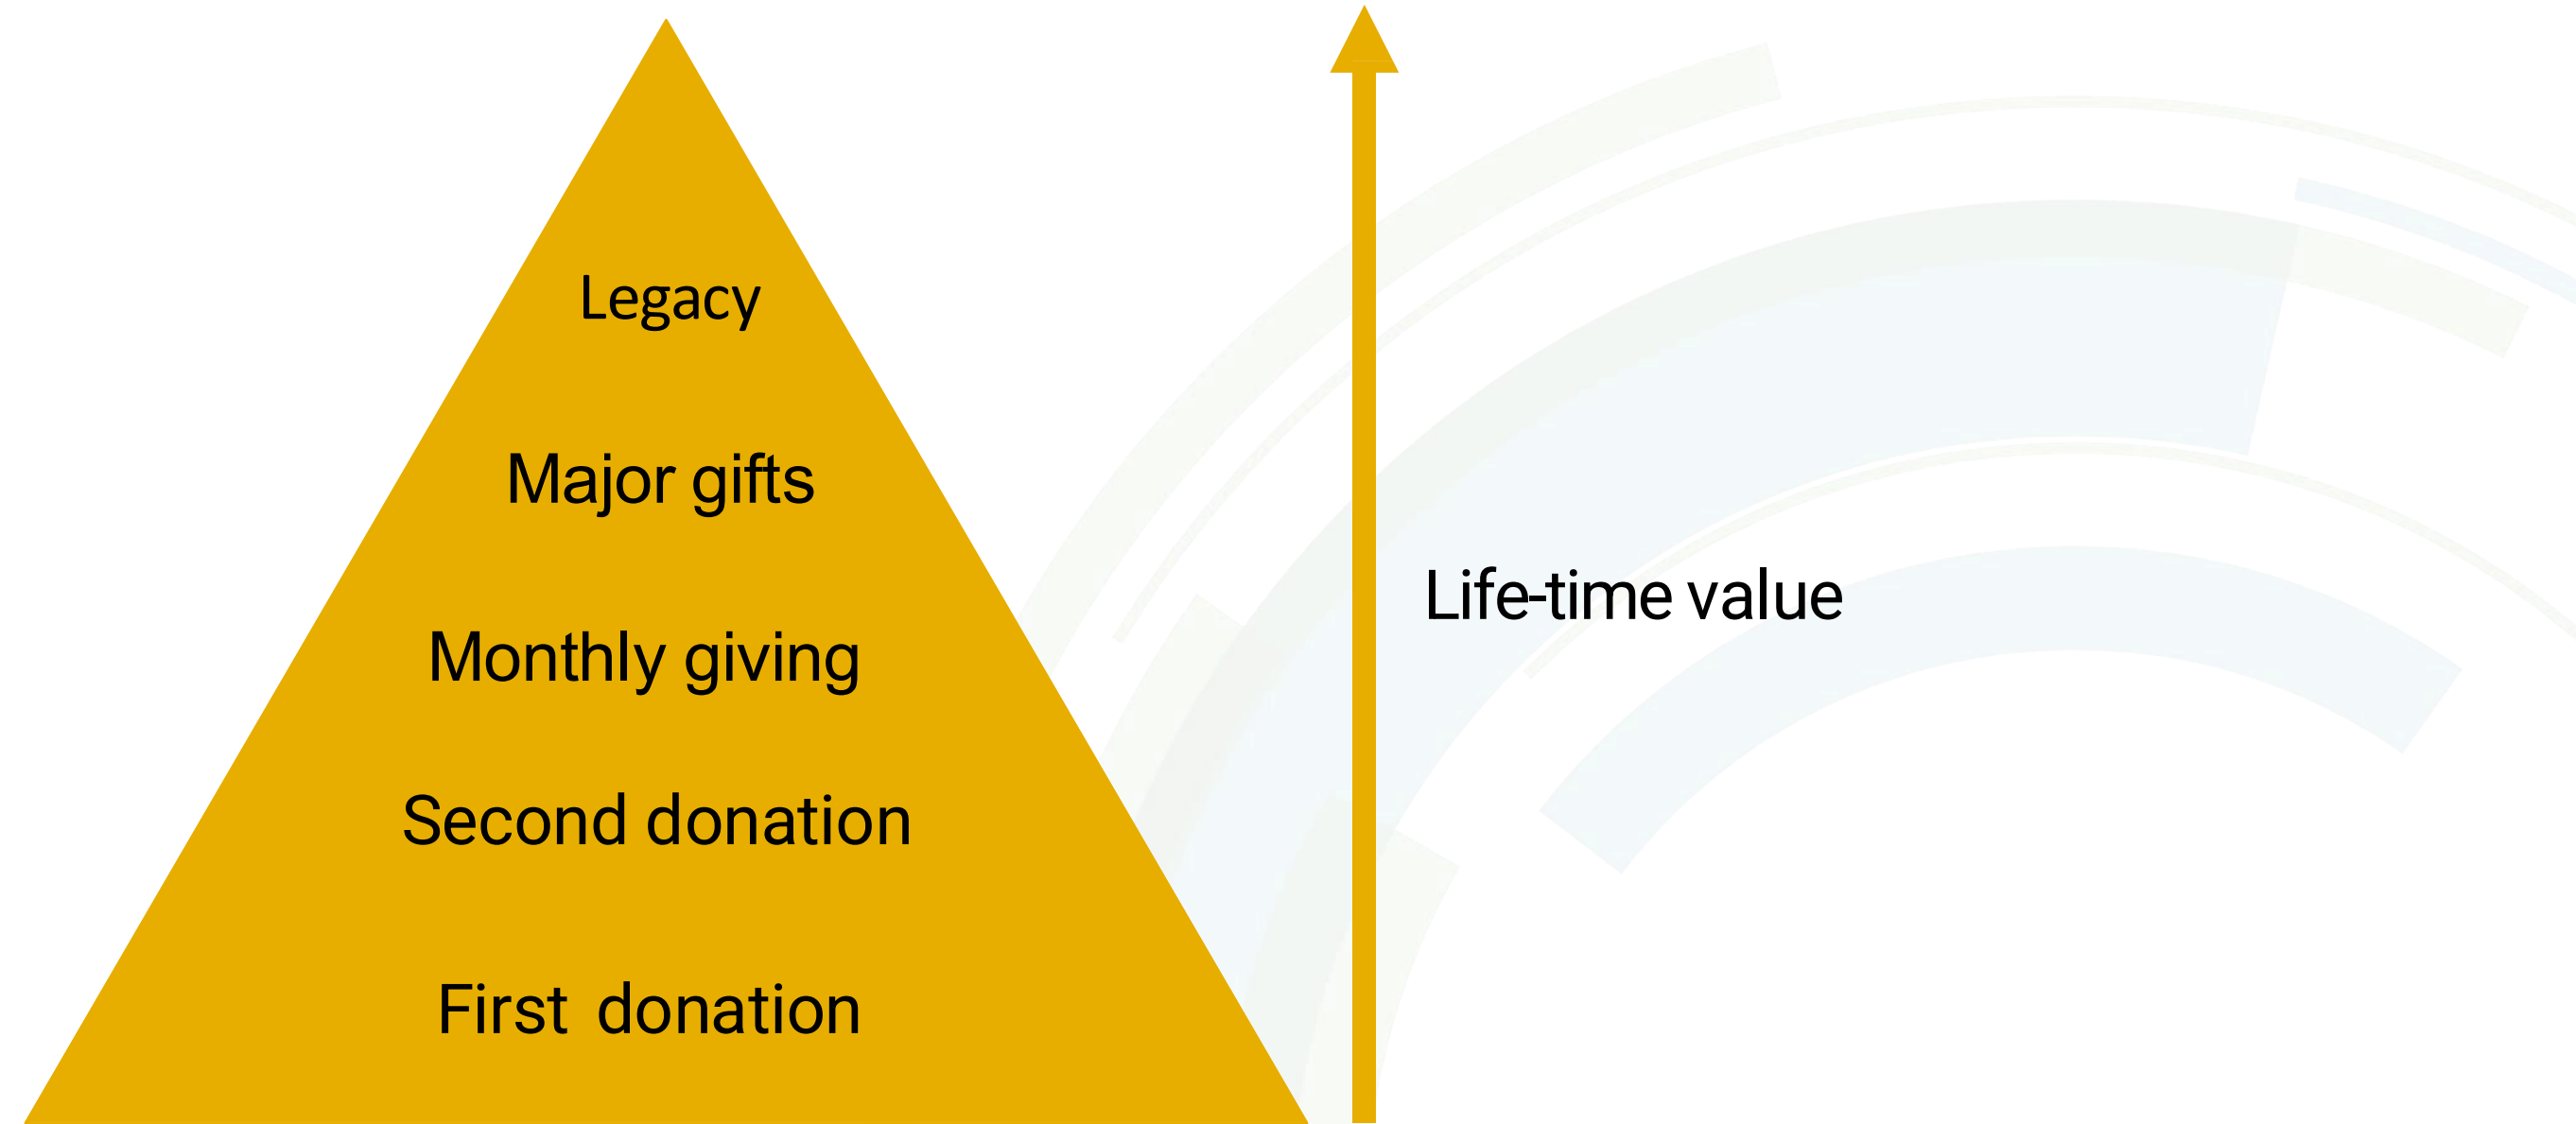 Legacy
Major gifts
Monthly giving
Second donation
First donation
Life-time value